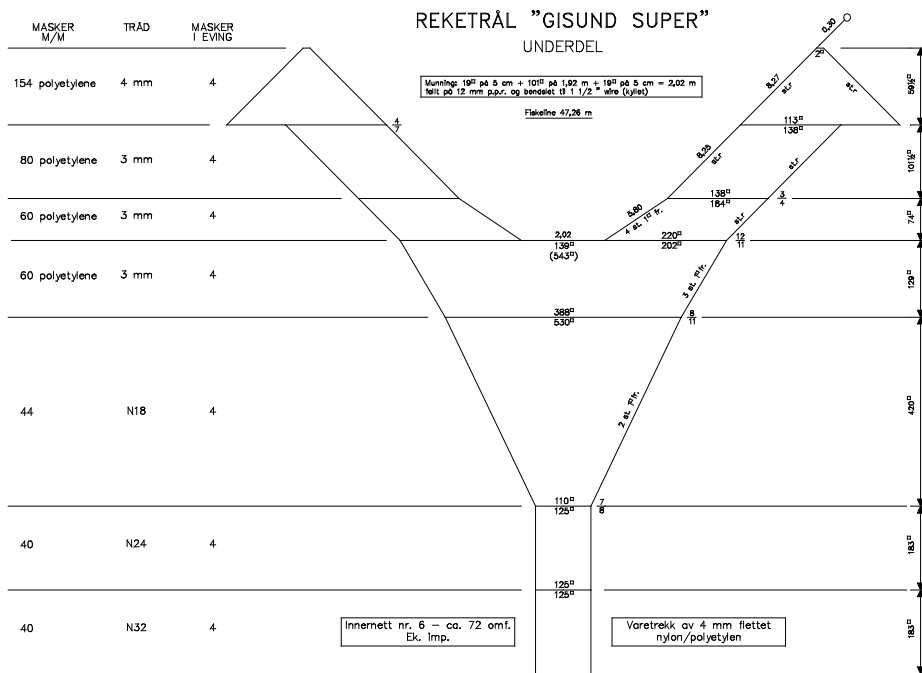 REKETRÅL "GISUND SUPER"
UNDERDEL
MASKER M/M
TRÅD
MASKER I EVING
0,30
2¤
154 polyetylene 4 mm 4
Munning: 19¤ på 5 cm + 101¤ på 1,92 m + 19¤ på 5 cm = 2,02 m
felt på 12 mm p.p.r. og bendslet til 1 1/2 " wire (kyllet)
Fiskeline 47,26 m
8,27
str
str
59½¤
4
7
113¤
138¤
80 polyetylene 3 mm 4
8,25
str
str
101½¤
138¤
184¤
3
4
60 polyetylene 3 mm 4
5,80
4 st. 1¤ fr.
str
74¤
2,02
139¤
(543¤)
220¤
202¤
12
11
60 polyetylene 3 mm 4
3 st. 1¤ fr.
129¤
388¤
530¤
8
11
44 N18 4
2 st. 1¤ fr.
420¤
110¤
125¤
7
8
40 N24 4
183¤
125¤
125¤
40 N32 4
183¤
Innernett nr. 6 – ca. 72 omf.
Ek. imp.
Varetrekk av 4 mm flettet
nylon/polyetylen